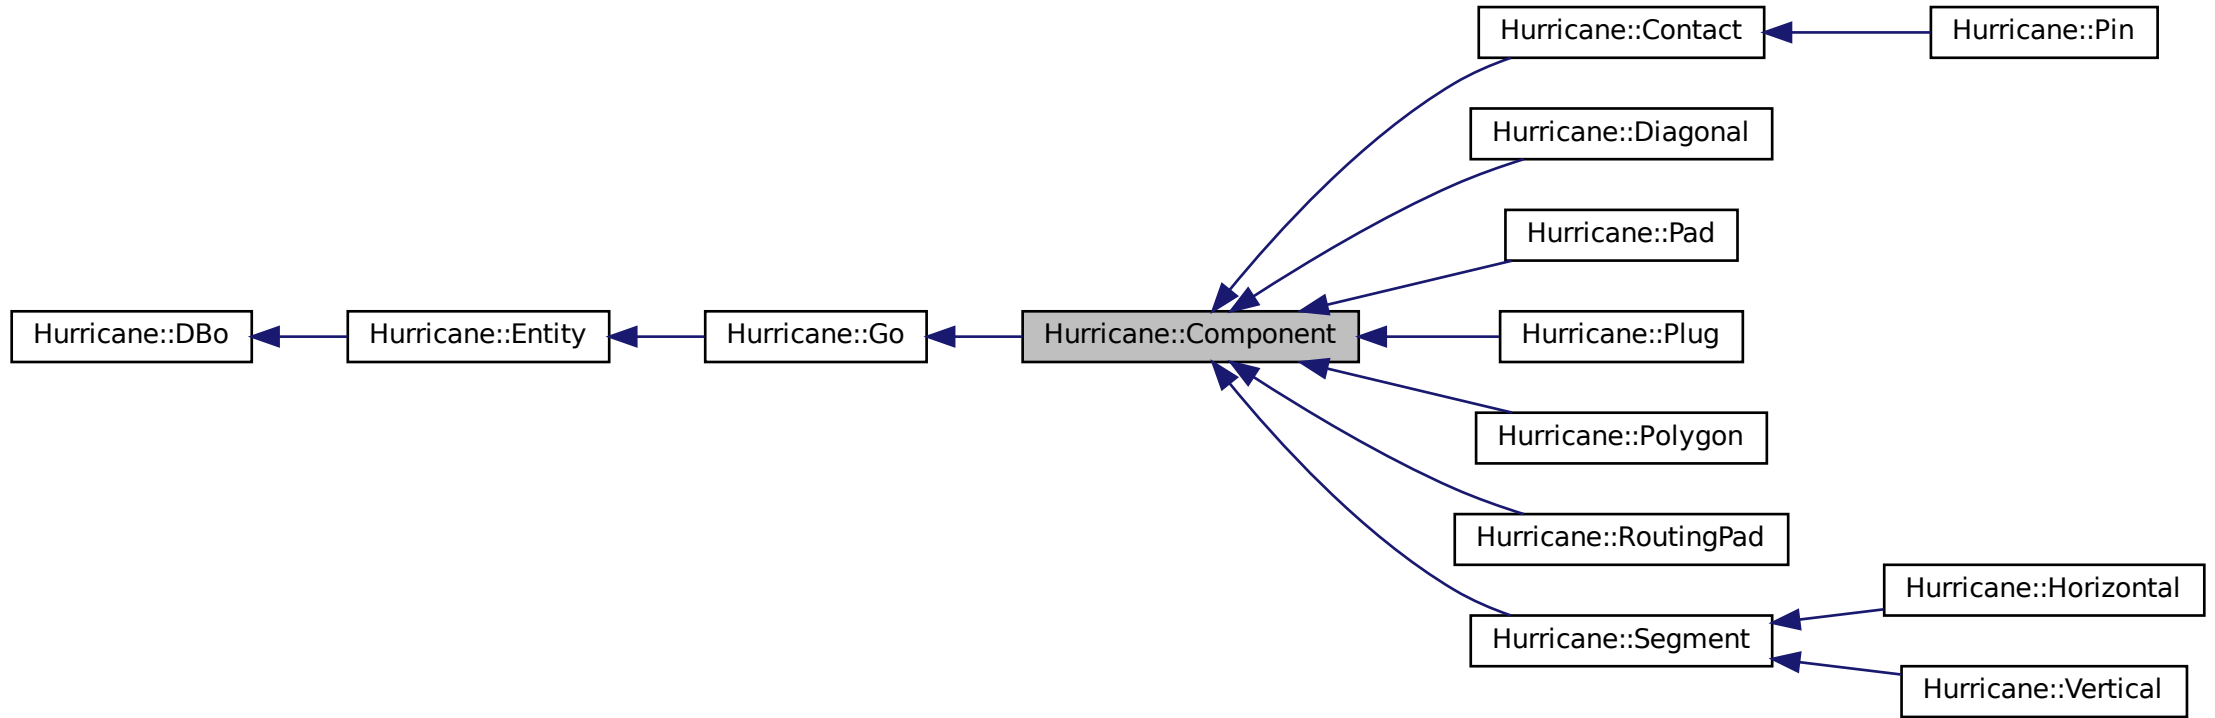 Hurricane::Contact
Hurricane::Pin
Hurricane::Diagonal
Hurricane::Pad
Hurricane::DBo
Hurricane::Entity
Hurricane::Go
Hurricane::Component
Hurricane::Plug
Hurricane::Polygon
Hurricane::RoutingPad
Hurricane::Horizontal
Hurricane::Segment
Hurricane::Vertical